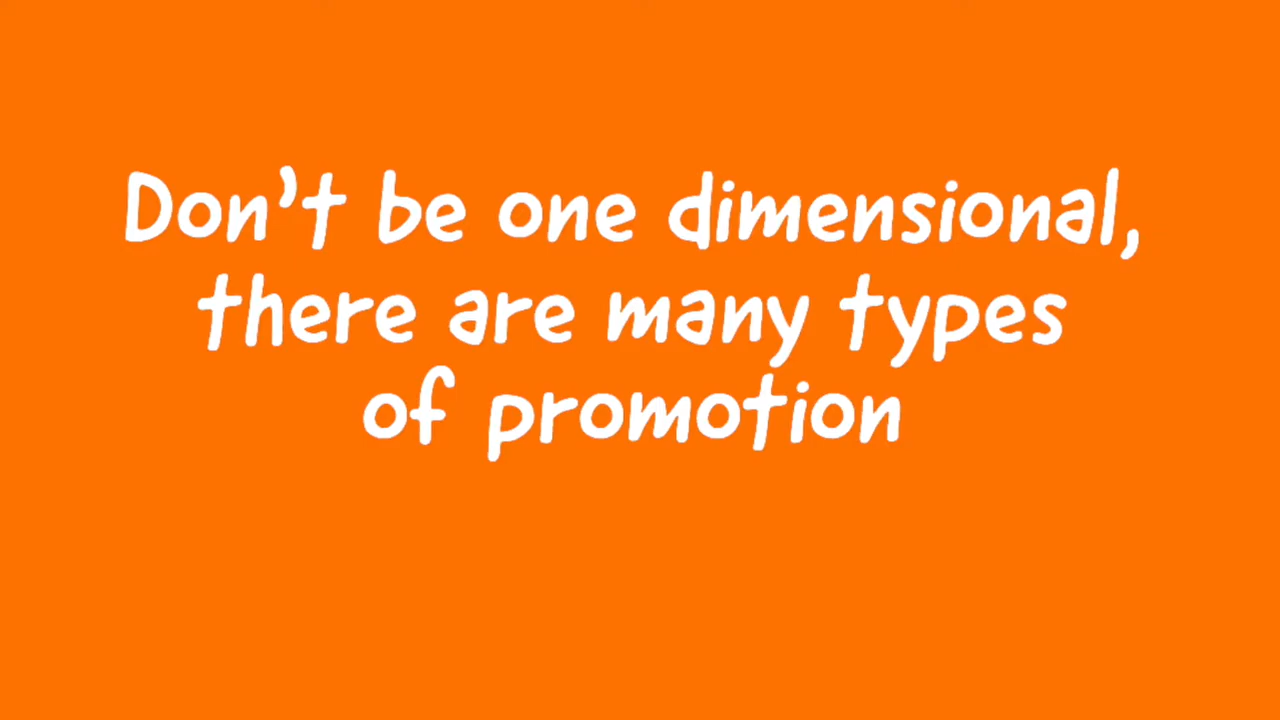 Don't be one dimensional,
there are many types
of promotion